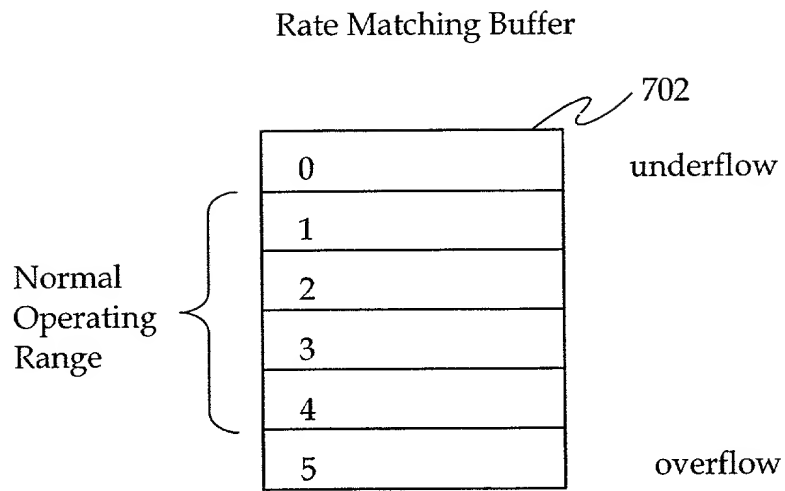 Rate Matching Buffer
702
0 underflow
1
2
Normal
Operating
Range
3
4
5 overflow